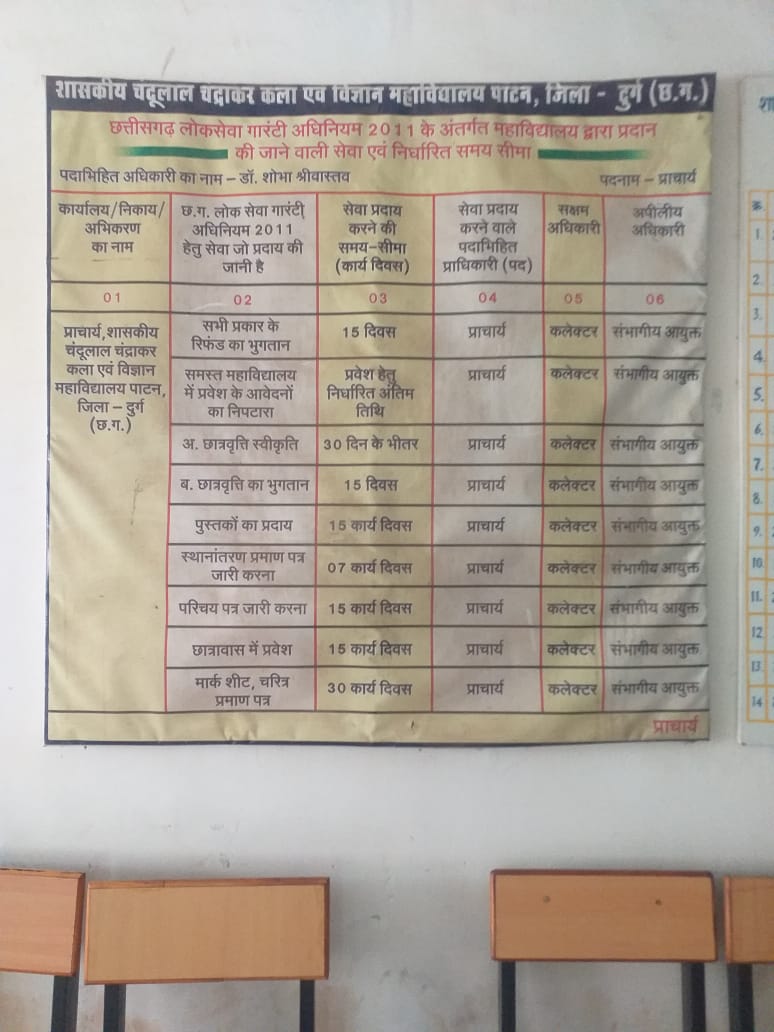 शासकीय चंदूलाल चंद्राकर कला एवं विज्ञान महाविद्यालय पाटन, जिला - दुर्ग (छ.ग.)
छत्तीसगढ़ लोकसेवा गारंटी अधिनियम 2011 के अंतर्गत महाविद्यालय द्वारा प्रदान
की जाने वाली सेवा एवं निर्धारित समय सीमा
पदाभिहित अधिकारी का नाम – डॉ. शोभा श्रीवास्तव पदनाम – प्राचार्य
कार्यालय/निकाय/ अभिकरण का नाम छ.ग. लोक सेवा गारंटी अधिनियम 2011 हेतु सेवा जो प्रदाय की जानी है सेवा प्रदाय करने की समय–सीमा (कार्य दिवस) सेवा प्रदाय करने वाले पदाभिहित प्राधिकारी (पद) सक्षम अधिकारी अपीलीय अधिकारी
01 02 03 04 05 06
प्राचार्य,शासकीय चंदूलाल चंद्राकर कला एवं विज्ञान महाविद्यालय पाटन, जिला – दुर्ग (छ.ग.)
सभी प्रकार के रिफंड का भुगतान 15 दिवस प्राचार्य कलेक्टर संभागीय आयुक्त
समस्त महाविद्यालय में प्रवेश के आवेदनों का निपटारा प्रवेश हेतु निर्धारित अंतिम तिथि प्राचार्य कलेक्टर संभागीय आयुक्त
अ. छात्रवृत्ति स्वीकृति 30 दिन के भीतर प्राचार्य कलेक्टर संभागीय आयुक्त
ब. छात्रवृत्ति का भुगतान 15 दिवस प्राचार्य कलेक्टर संभागीय आयुक्त
पुस्तकों का प्रदाय 15 कार्य दिवस प्राचार्य कलेक्टर संभागीय आयुक्त
स्थानांतरण प्रमाण पत्र जारी करना 07 कार्य दिवस प्राचार्य कलेक्टर संभागीय आयुक्त
परिचय पत्र जारी करना 15 कार्य दिवस प्राचार्य कलेक्टर संभागीय आयुक्त
छात्रावास में प्रवेश 15 कार्य दिवस प्राचार्य कलेक्टर संभागीय आयुक्त
मार्क शीट, चरित्र प्रमाण पत्र 30 कार्य दिवस प्राचार्य कलेक्टर संभागीय आयुक्त
प्राचार्य
1.
2.
3.
4.
5.
6.
7.
8.
9.
10.
11.
12
13
14